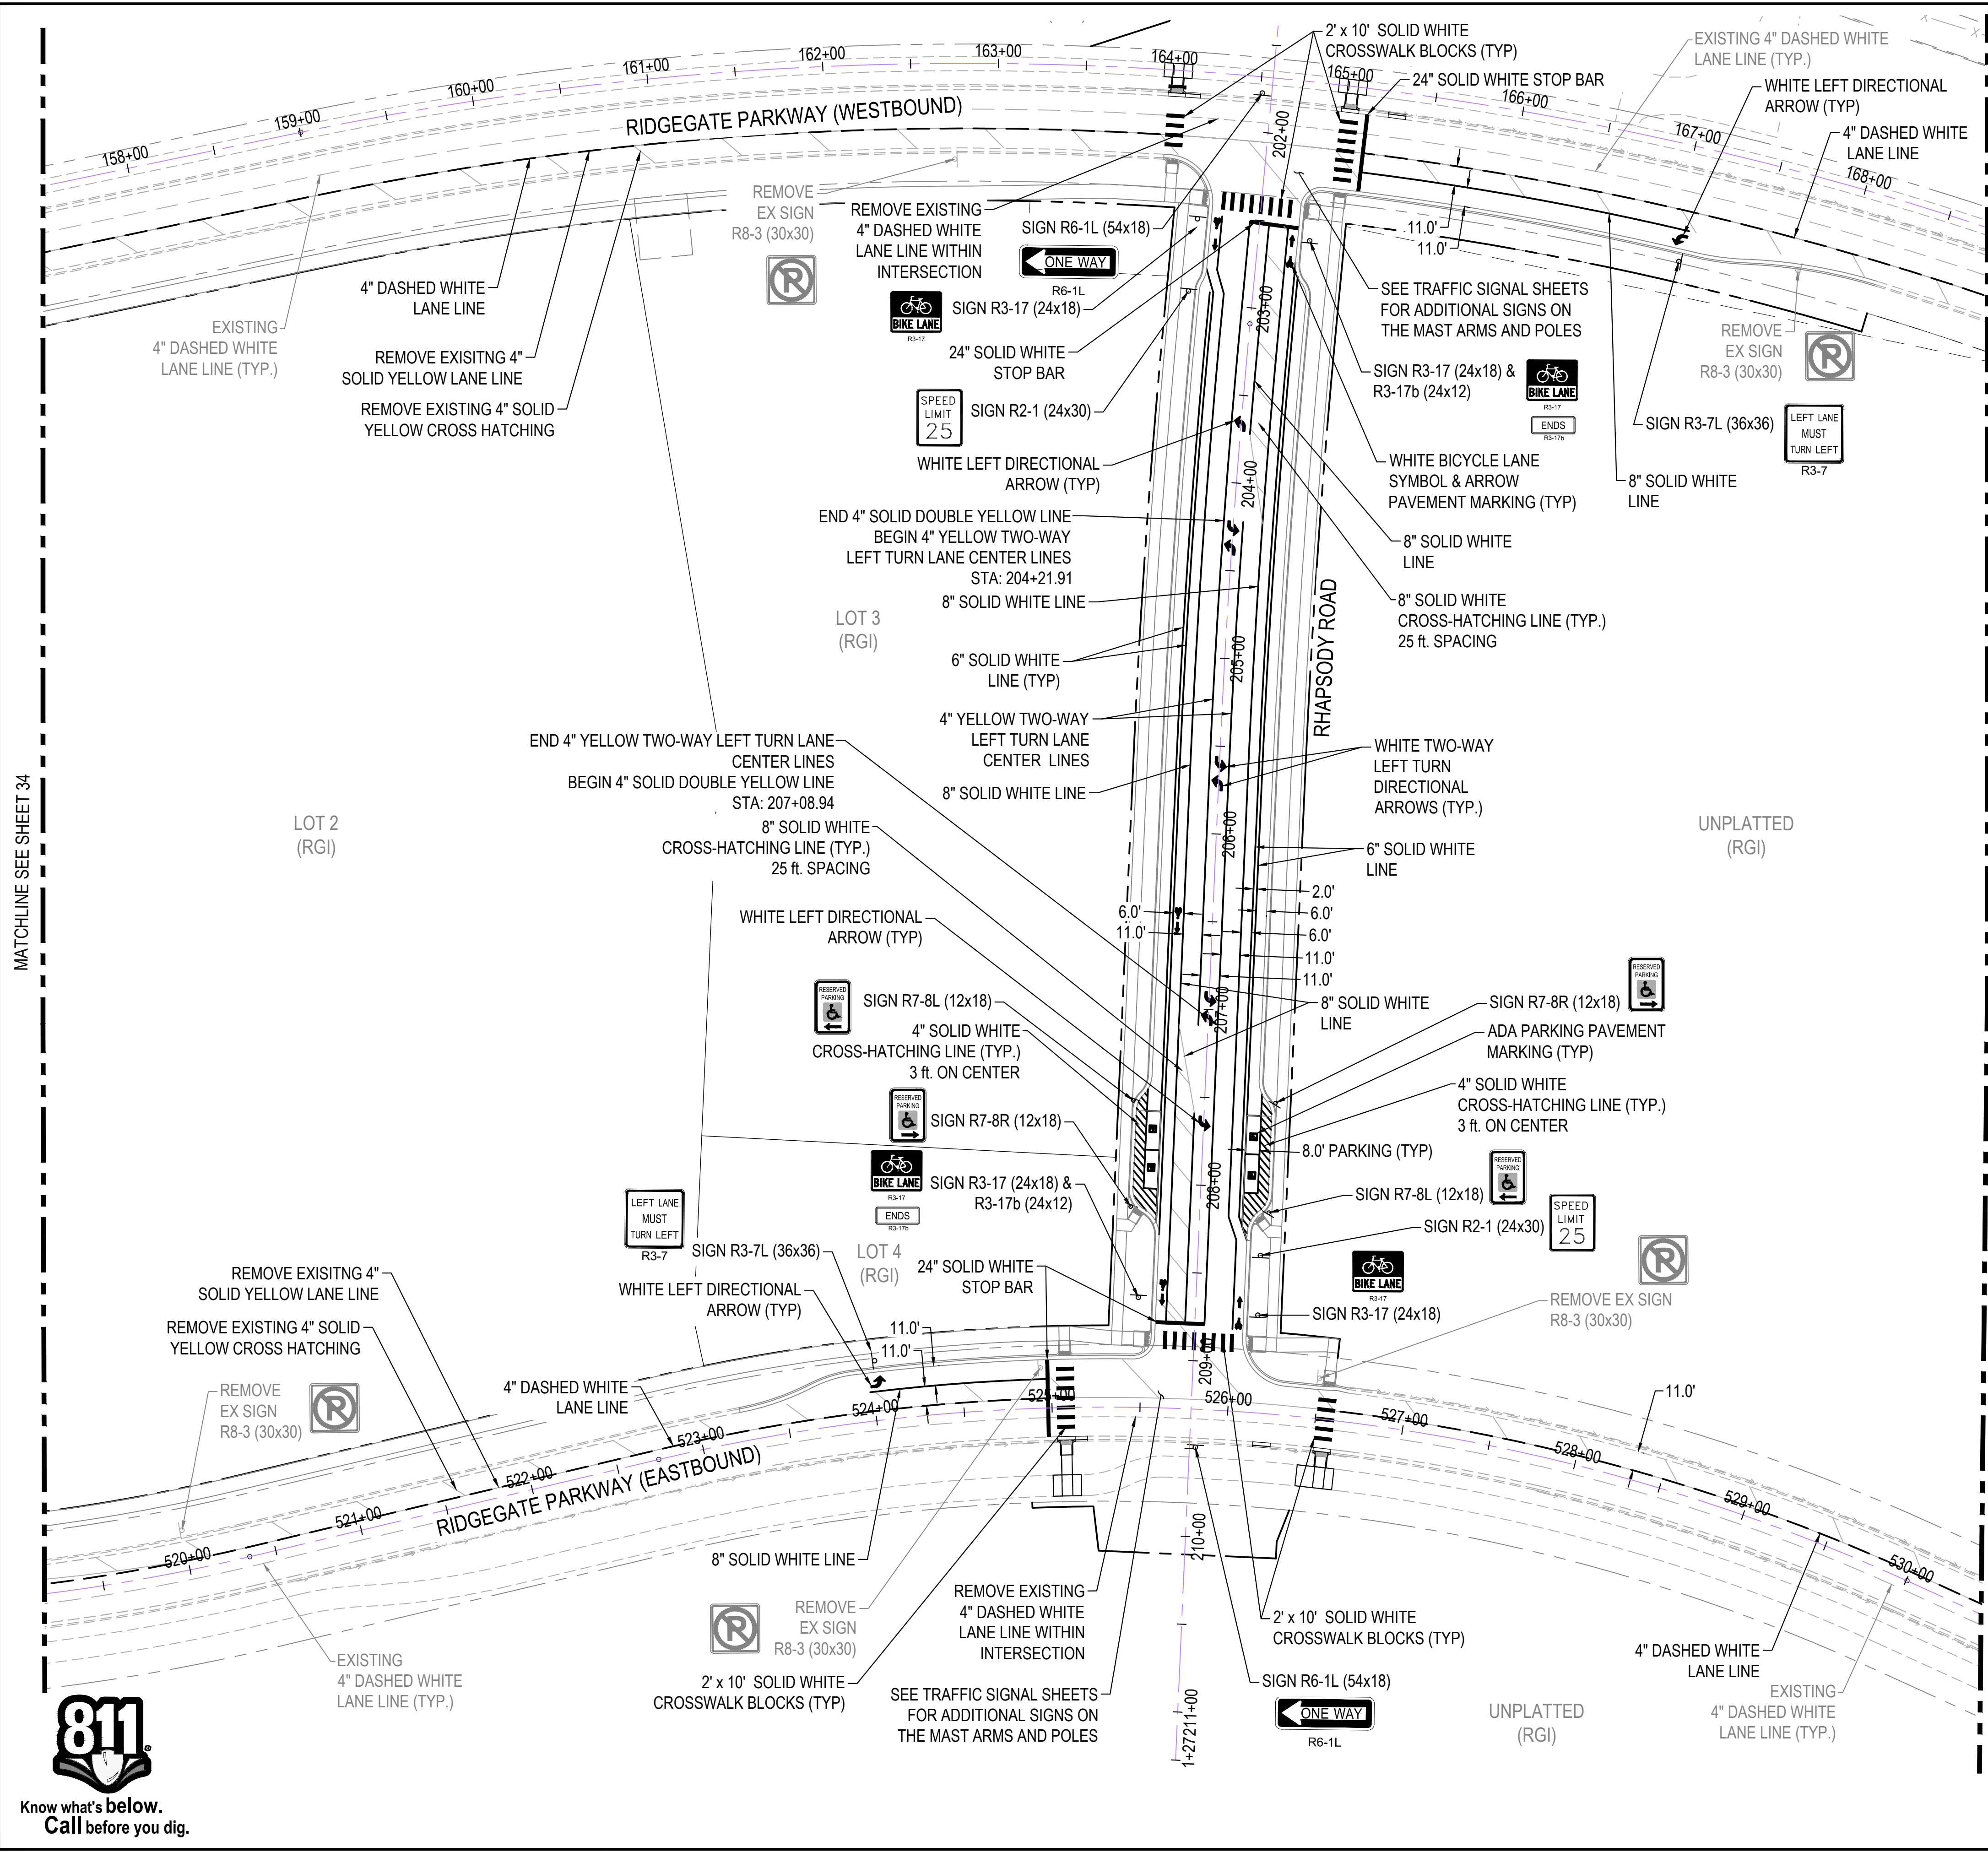 158+00
159+00
160+00
161+00
162+00
163+00
164+00
165+00
166+00
167+00
168+00
RIDGEGATE PARKWAY (WESTBOUND)
2' x 10' SOLID WHITE
CROSSWALK BLOCKS (TYP)
24" SOLID WHITE STOP BAR
EXISTING 4" DASHED WHITE
LANE LINE (TYP.)
WHITE LEFT DIRECTIONAL
ARROW (TYP)
4" DASHED WHITE
LANE LINE
REMOVE
EX SIGN
R8-3 (30x30)
REMOVE EXISTING
4" DASHED WHITE
LANE LINE WITHIN
INTERSECTION
SIGN R6-1L (54x18)
ONE WAY
R6-1L
4" DASHED WHITE
LANE LINE
EXISTING
4" DASHED WHITE
LANE LINE (TYP.)
REMOVE EXISITNG 4"
SOLID YELLOW LANE LINE
REMOVE EXISTING 4" SOLID
YELLOW CROSS HATCHING
BIKE LANE
R3-17
SIGN R3-17 (24x18)
24" SOLID WHITE
STOP BAR
SPEED
LIMIT
25
SIGN R2-1 (24x30)
WHITE LEFT DIRECTIONAL
ARROW (TYP)
11.0'
11.0'
SEE TRAFFIC SIGNAL SHEETS
FOR ADDITIONAL SIGNS ON
THE MAST ARMS AND POLES
SIGN R3-17 (24x18) &
R3-17b (24x12)
BIKE LANE
R3-17
ENDS
R3-17b
REMOVE
EX SIGN
R8-3 (30x30)
SIGN R3-7L (36x36)
LEFT LANE
MUST
TURN LEFT
R3-7
WHITE BICYCLE LANE
SYMBOL & ARROW
PAVEMENT MARKING (TYP)
8" SOLID WHITE
LINE
8" SOLID WHITE
LINE
8" SOLID WHITE
CROSS-HATCHING LINE (TYP.)
25 ft. SPACING
202+00
203+00
204+00
205+00
206+00
207+00
208+00
209+00
210+00
1+27211+00
RHAPSODY ROAD
END 4" SOLID DOUBLE YELLOW LINE
BEGIN 4" YELLOW TWO-WAY
LEFT TURN LANE CENTER LINES
STA: 204+21.91
8" SOLID WHITE LINE
LOT 3
(RGI)
6" SOLID WHITE
LINE (TYP)
4" YELLOW TWO-WAY
LEFT TURN LANE
CENTER LINES
8" SOLID WHITE LINE
END 4" YELLOW TWO-WAY LEFT TURN LANE
CENTER LINES
BEGIN 4" SOLID DOUBLE YELLOW LINE
STA: 207+08.94
8" SOLID WHITE
CROSS-HATCHING LINE (TYP.)
25 ft. SPACING
WHITE TWO-WAY
LEFT TURN
DIRECTIONAL
ARROWS (TYP.)
6" SOLID WHITE
LINE
2.0'
6.0'
6.0'
11.0'
11.0'
6.0'
11.0'
MATCHLINE SEE SHEET 34
LOT 2
(RGI)
UNPLATTED
(RGI)
WHITE LEFT DIRECTIONAL
ARROW (TYP)
8" SOLID WHITE
LINE
RESERVED
PARKING
SIGN R7-8L (12x18)
4" SOLID WHITE
CROSS-HATCHING LINE (TYP.)
3 ft. ON CENTER
SIGN R7-8R (12x18)
RESERVED
PARKING
ADA PARKING PAVEMENT
MARKING (TYP)
4" SOLID WHITE
CROSS-HATCHING LINE (TYP.)
3 ft. ON CENTER
RESERVED
PARKING
SIGN R7-8R (12x18)
8.0' PARKING (TYP)
BIKE LANE
R3-17
ENDS
R3-17b
SIGN R3-17 (24x18) &
R3-17b (24x12)
SIGN R7-8L (12x18)
RESERVED
PARKING
SIGN R2-1 (24x30)
SPEED
LIMIT
25
LEFT LANE
MUST
TURN LEFT
R3-7
SIGN R3-7L (36x36)
LOT 4
(RGI)
24" SOLID WHITE
STOP BAR
WHITE LEFT DIRECTIONAL
ARROW (TYP)
BIKE LANE
R3-17
SIGN R3-17 (24x18)
REMOVE EX SIGN
R8-3 (30x30)
REMOVE EXISITNG 4"
SOLID YELLOW LANE LINE
REMOVE EXISTING 4" SOLID
YELLOW CROSS HATCHING
11.0'
11.0'
REMOVE
EX SIGN
R8-3 (30x30)
4" DASHED WHITE
LANE LINE
520+00
521+00
522+00
523+00
524+00
525+00
526+00
527+00
528+00
529+00
530+00
11.0'
RIDGEGATE PARKWAY (EASTBOUND)
8" SOLID WHITE LINE
REMOVE
EX SIGN
R8-3 (30x30)
2' x 10' SOLID WHITE
CROSSWALK BLOCKS (TYP)
REMOVE EXISTING
4" DASHED WHITE
LANE LINE WITHIN
INTERSECTION
SEE TRAFFIC SIGNAL SHEETS
FOR ADDITIONAL SIGNS ON
THE MAST ARMS AND POLES
2' x 10' SOLID WHITE
CROSSWALK BLOCKS (TYP)
SIGN R6-1L (54x18)
ONE WAY
R6-1L
4" DASHED WHITE
LANE LINE
EXISTING
4" DASHED WHITE
LANE LINE (TYP.)
UNPLATTED
(RGI)
EXISTING
4" DASHED WHITE
LANE LINE (TYP.)
811
Know what's below.
Call before you dig.